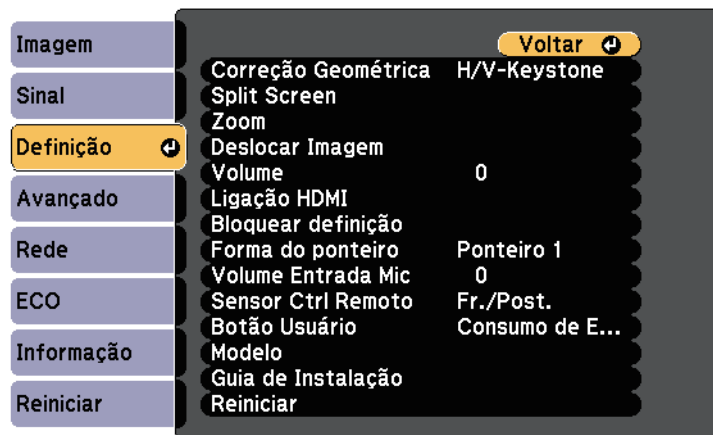 Imagem
Sinal
Definição
Avançado
Rede
ECO
Informação
Reiniciar
Voltar
Correção Geométrica H/V-Keystone
Split Screen
Zoom
Deslocar Imagem
Volume 0
Ligação HDMI
Bloquear definição
Forma do ponteiro Ponteiro 1
Volume Entrada Mic 0
Sensor Ctrl Remoto Fr./Post.
Botão Usuário Consumo de E...
Modelo
Guia de Instalação
Reiniciar